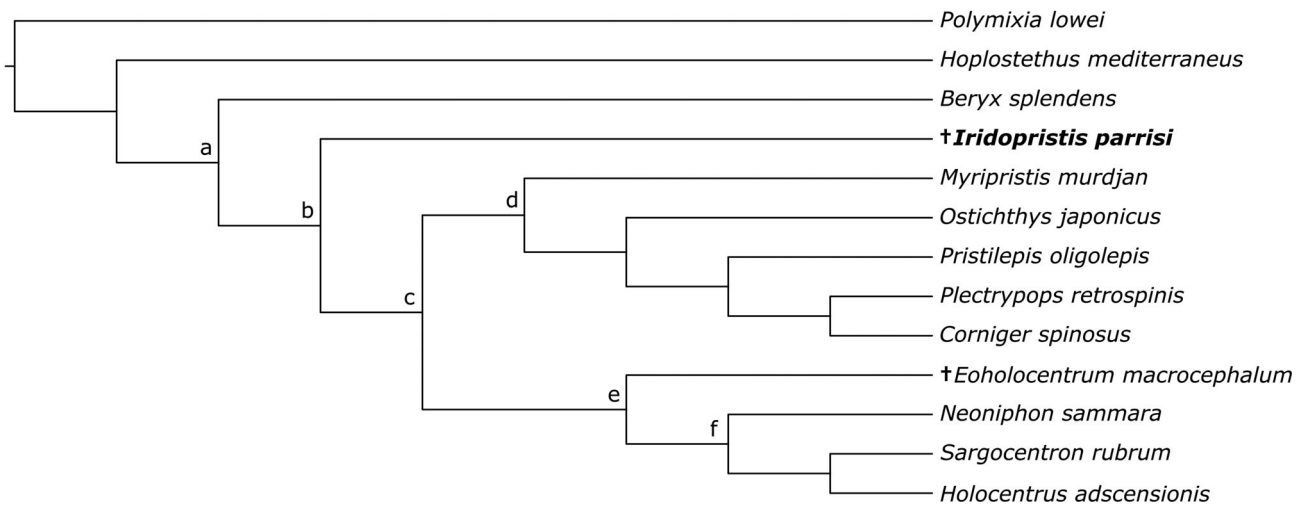 Polymixia lowei
Hoplostethus mediterraneus
Beryx splendens
a
†Iridopristis parrisi
Myripristis murdjan
d
b
Ostichthys japonicus
Pristilepis oligolepis
c
Plectrypops retrospinis
Corniger spinosus
†Eoholocentrum macrocephalum
e
Neoniphon sammara
f
Sargocentron rubrum
Holocentrus adscensionis